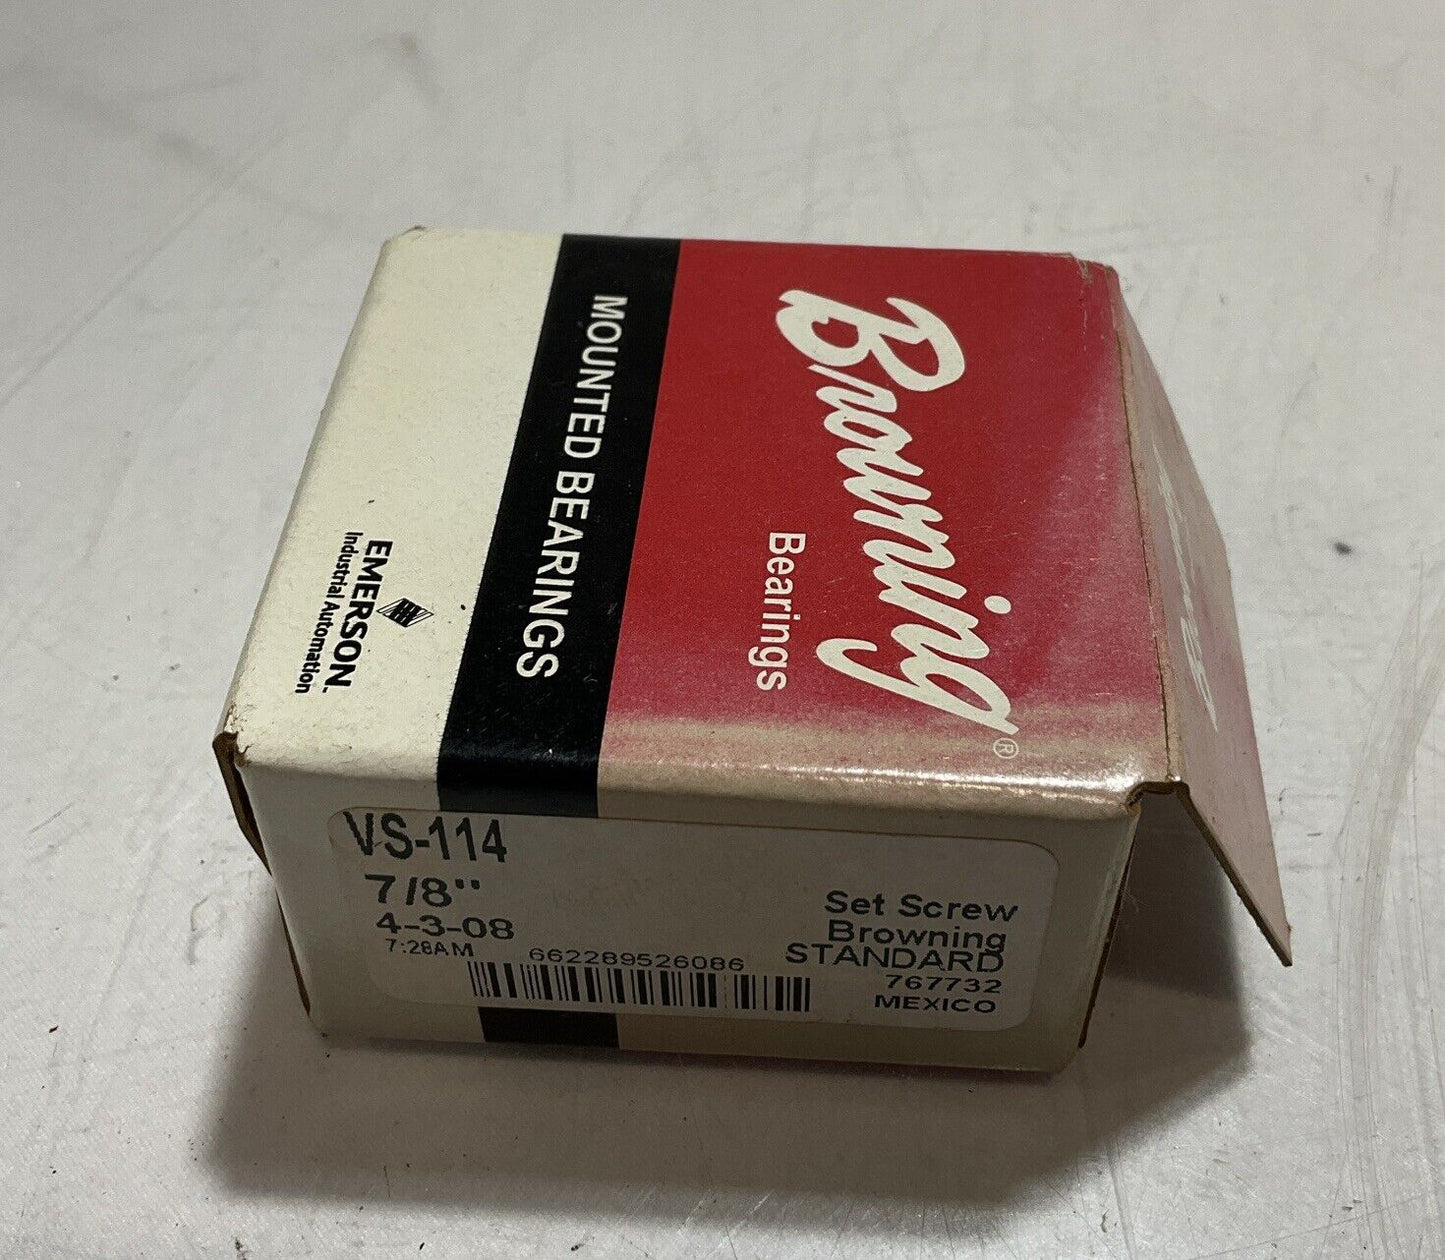 Browning®
Bearings
MOUNTED BEARINGS
EMERSON™
Industrial Automation
VS-114
7/8"
4-3-08
7:28AM
662289526086
Set Screw
Browning
STANDARD
767732
MEXICO